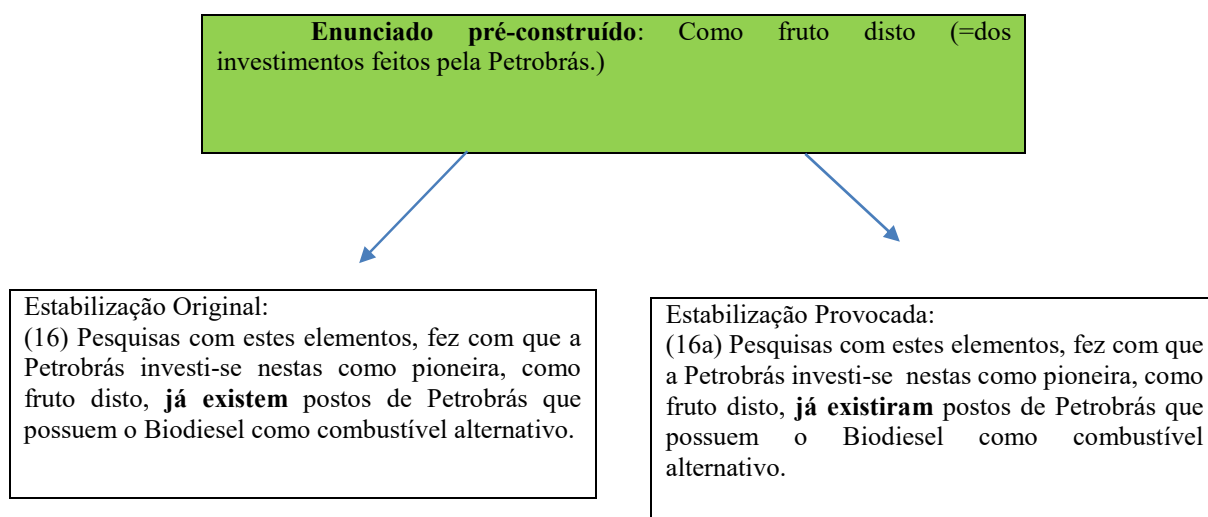 Enunciado pré-construído: Como fruto disto (=dos
investimentos feitos pela Petrobrás.)
Estabilização Original:
(16) Pesquisas com estes elementos, fez com que a
Petrobrás investi-se nestas como pioneira, como
fruto disto, já existem postos de Petrobrás que
possuem o Biodiesel como combustível alternativo.
Estabilização Provocada:
(16a) Pesquisas com estes elementos, fez com que
a Petrobrás investi-se nestas como pioneira, como
fruto disto, já existiram postos de Petrobrás que
possuem o Biodiesel como combustível
alternativo.